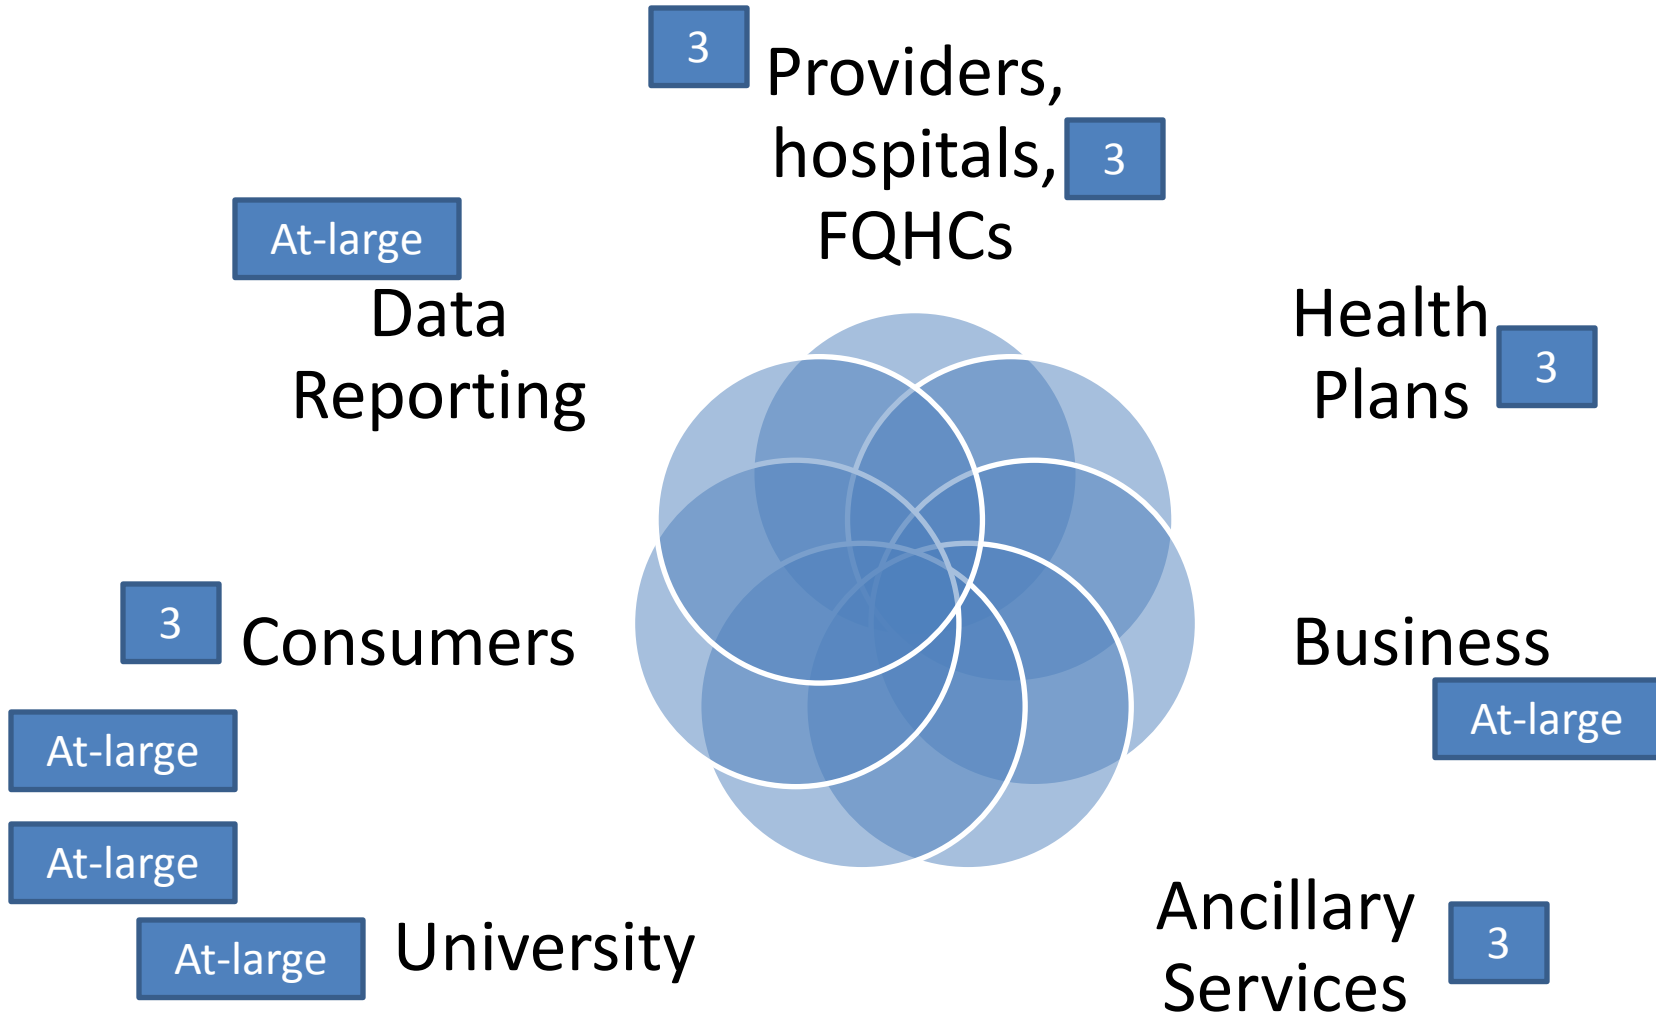 3
Providers,
hospitals,
3
FQHCs
At-large
Data
Reporting
Health
Plans
3
3
Consumers
Business
At-large
At-large
At-large
At-large
University
Ancillary
Services
3